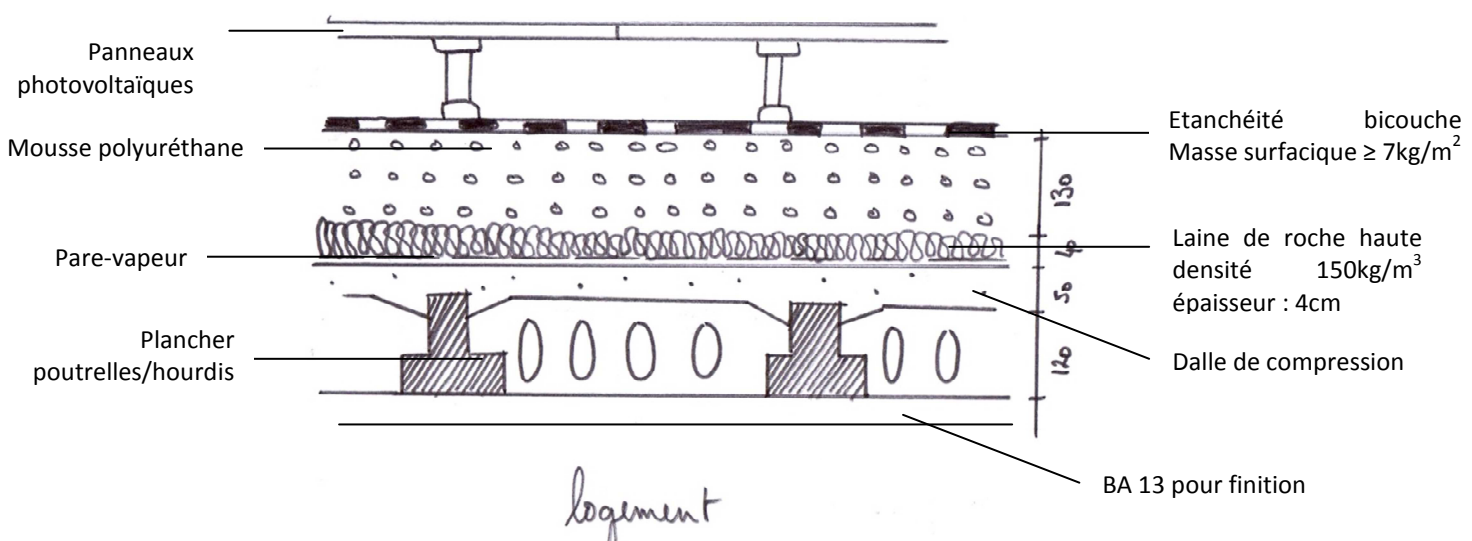 Panneaux
photovoltaïques
Mousse polyuréthane
Pare-vapeur
Plancher
poutrelles/hourdis
Etanchéité bicouche
Masse surfacique ≥ 7kg/m²
130
Laine de roche haute
densité 150kg/m³
épaisseur : 4cm
40
50
Dalle de compression
120
BA 13 pour finition
logement